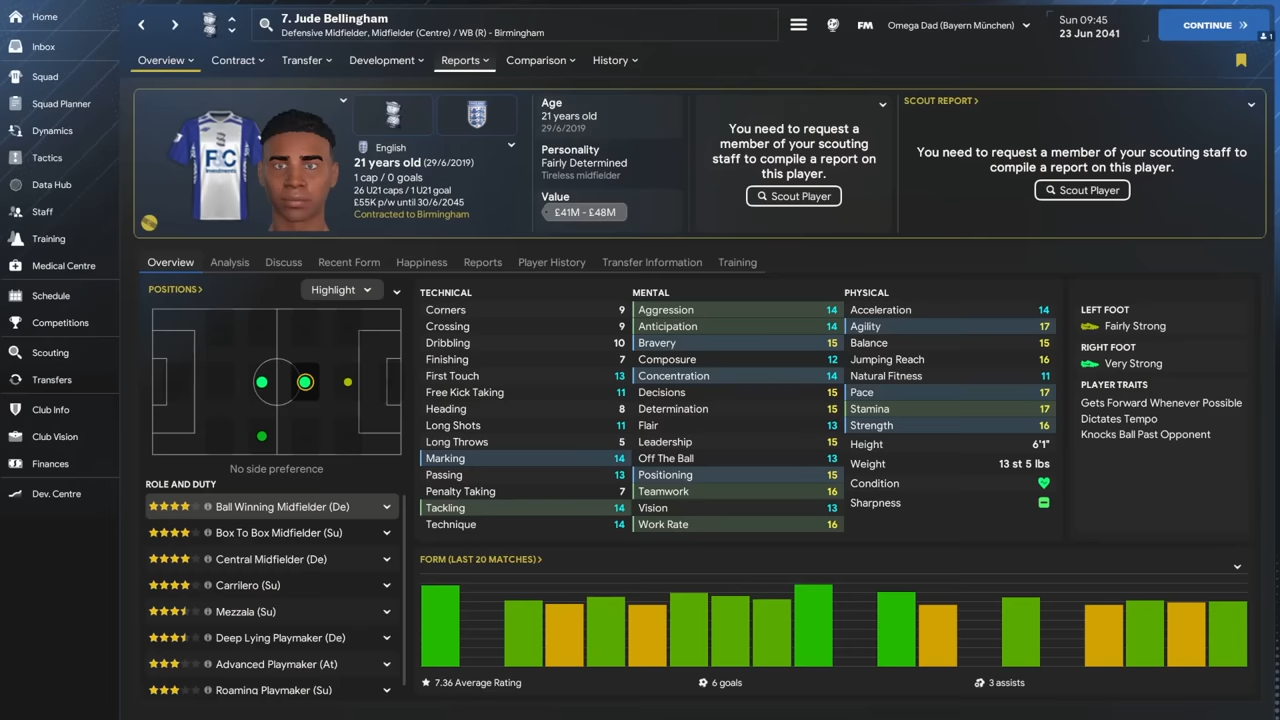 Home
Inbox
Squad
Squad Planner
Dynamics
Tactics
Data Hub
Staff
Training
Medical Centre
Schedule
Competitions
Scouting
Transfers
Club Info
Club Vision
Finances
Dev. Centre
7. Jude Bellingham
Defensive Midfielder, Midfielder (Centre) / WB (R) - Birmingham
FM
Omega Dad (Bayern München)
Sun 09:45
23 Jun 2041
CONTINUE
1
Overview
Contract
Transfer
Development
Reports
Comparison
History
English
21 years old (29/6/2019)
1 cap / 0 goals
26 U21 caps / 1 U21 goal
£55K p/w until 30/6/2045
Contracted to Birmingham
Age
21 years old
29/6/2019
Personality
Fairly Determined
Tireless midfielder
Value
£41M - £48M
You need to request a
member of your scouting
staff to compile a report on
this player.
Scout Player
SCOUT REPORT >
You need to request a member of your scouting staff to
compile a report on this player.
Scout Player
Overview
Analysis
Discuss
Recent Form
Happiness
Reports
Player History
Transfer Information
Training
POSITIONS >
Highlight
No side preference
ROLE AND DUTY
Ball Winning Midfielder (De)
Box To Box Midfielder (Su)
Central Midfielder (De)
Carrilero (Su)
Mezzala (Su)
Deep Lying Playmaker (De)
Advanced Playmaker (At)
Roaming Playmaker (Su)
TECHNICAL
Corners 9
Crossing 9
Dribbling 10
Finishing 7
First Touch 13
Free Kick Taking 11
Heading 8
Long Shots 11
Long Throws 5
Marking 14
Passing 13
Penalty Taking 7
Tackling 14
Technique 14
MENTAL
Aggression 14
Anticipation 14
Bravery 15
Composure 12
Concentration 14
Decisions 15
Determination 15
Flair 13
Leadership 15
Off The Ball 13
Positioning 15
Teamwork 16
Vision 13
Work Rate 16
PHYSICAL
Acceleration 14
Agility 17
Balance 15
Jumping Reach 16
Natural Fitness 11
Pace 17
Stamina 17
Strength 16
Height 6'1"
Weight 13 st 5 lbs
Condition
Sharpness
LEFT FOOT
Fairly Strong
RIGHT FOOT
Very Strong
PLAYER TRAITS
Gets Forward Whenever Possible
Dictates Tempo
Knocks Ball Past Opponent
FORM (LAST 20 MATCHES) >
7.36 Average Rating
6 goals
3 assists